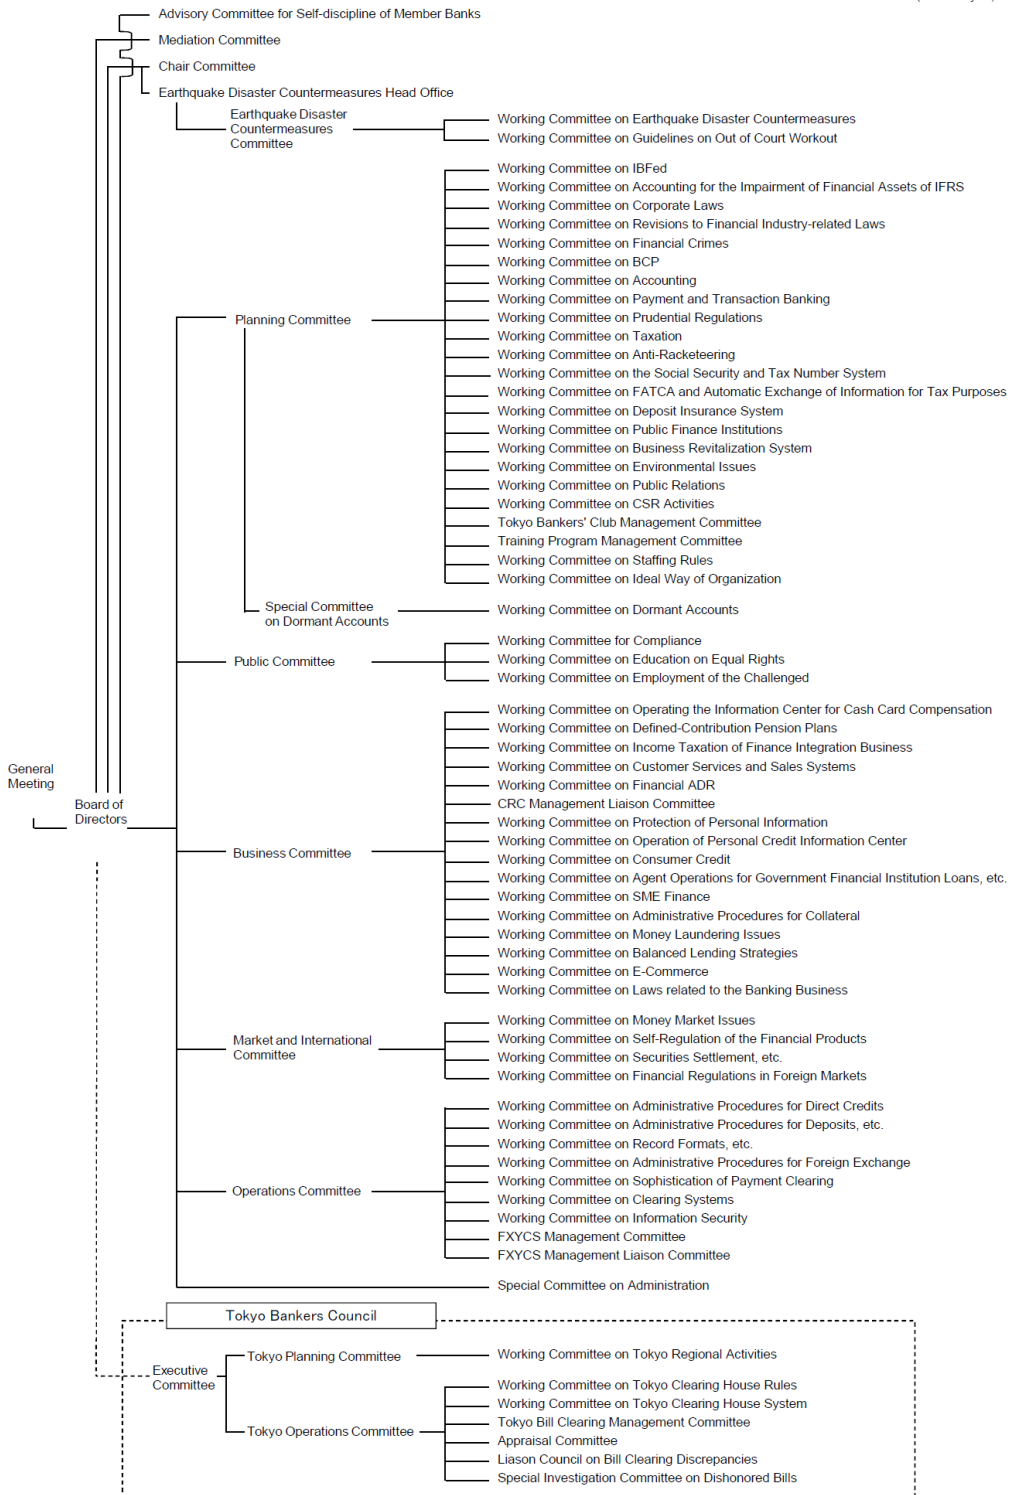 Advisory Committee for Self-discipline of Member Banks
Mediation Committee
Chair Committee
Earthquake Disaster Countermeasures Head Office
Earthquake Disaster
Countermeasures
Committee
Working Committee on Earthquake Disaster Countermeasures
Working Committee on Guidelines on Out of Court Workout
Working Committee on IBFed
Working Committee on Accounting for the Impairment of Financial Assets of IFRS
Working Committee on Corporate Laws
Working Committee on Revisions to Financial Industry-related Laws
Working Committee on Financial Crimes
Working Committee on BCP
Working Committee on Accounting
Working Committee on Payment and Transaction Banking
Planning Committee
Working Committee on Prudential Regulations
Working Committee on Taxation
Working Committee on Anti-Racketeering
Working Committee on the Social Security and Tax Number System
Working Committee on FATCA and Automatic Exchange of Information for Tax Purposes
Working Committee on Deposit Insurance System
Working Committee on Public Finance Institutions
Working Committee on Business Revitalization System
Working Committee on Environmental Issues
Working Committee on Public Relations
Working Committee on CSR Activities
Tokyo Bankers' Club Management Committee
Training Program Management Committee
Working Committee on Staffing Rules
Working Committee on Ideal Way of Organization
Special Committee
on Dormant Accounts
Working Committee on Dormant Accounts
Public Committee
Working Committee for Compliance
Working Committee on Education on Equal Rights
Working Committee on Employment of the Challenged
General
Meeting
Board of
Directors
Business Committee
Working Committee on Operating the Information Center for Cash Card Compensation
Working Committee on Defined-Contribution Pension Plans
Working Committee on Income Taxation of Finance Integration Business
Working Committee on Customer Services and Sales Systems
Working Committee on Financial ADR
CRC Management Liaison Committee
Working Committee on Protection of Personal Information
Working Committee on Operation of Personal Credit Information Center
Working Committee on Consumer Credit
Working Committee on Agent Operations for Government Financial Institution Loans, etc.
Working Committee on SME Finance
Working Committee on Administrative Procedures for Collateral
Working Committee on Money Laundering Issues
Working Committee on Balanced Lending Strategies
Working Committee on E-Commerce
Working Committee on Laws related to the Banking Business
Market and International
Committee
Working Committee on Money Market Issues
Working Committee on Self-Regulation of the Financial Products
Working Committee on Securities Settlement, etc.
Working Committee on Financial Regulations in Foreign Markets
Operations Committee
Working Committee on Administrative Procedures for Direct Credits
Working Committee on Administrative Procedures for Deposits, etc.
Working Committee on Record Formats, etc.
Working Committee on Administrative Procedures for Foreign Exchange
Working Committee on Sophistication of Payment Clearing
Working Committee on Clearing Systems
Working Committee on Information Security
FXYCS Management Committee
FXYCS Management Liaison Committee
Special Committee on Administration
Tokyo Bankers Council
Executive
Committee
Tokyo Planning Committee
Working Committee on Tokyo Regional Activities
Tokyo Operations Committee
Working Committee on Tokyo Clearing House Rules
Working Committee on Tokyo Clearing House System
Tokyo Bill Clearing Management Committee
Appraisal Committee
Liason Council on Bill Clearing Discrepancies
Special Investigation Committee on Dishonored Bills